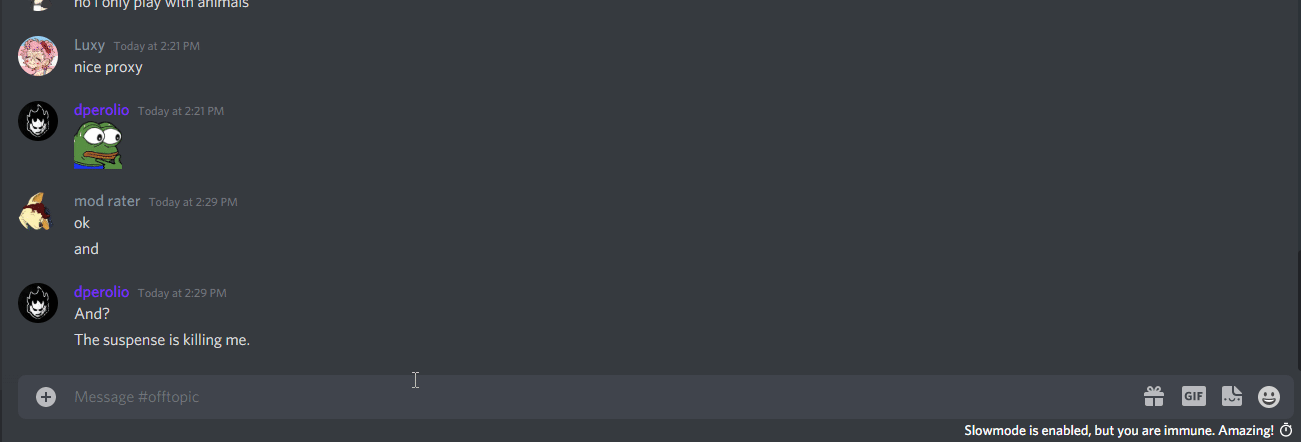 no i only play with animals
Luxy Today at 2:21 PM
nice proxy
dperolio Today at 2:21 PM
mod rater Today at 2:29 PM
ok
and
dperolio Today at 2:29 PM
And?
The suspense is killing me.
Message #offtopic
GIF
Slowmode is enabled, but you are immune. Amazing!